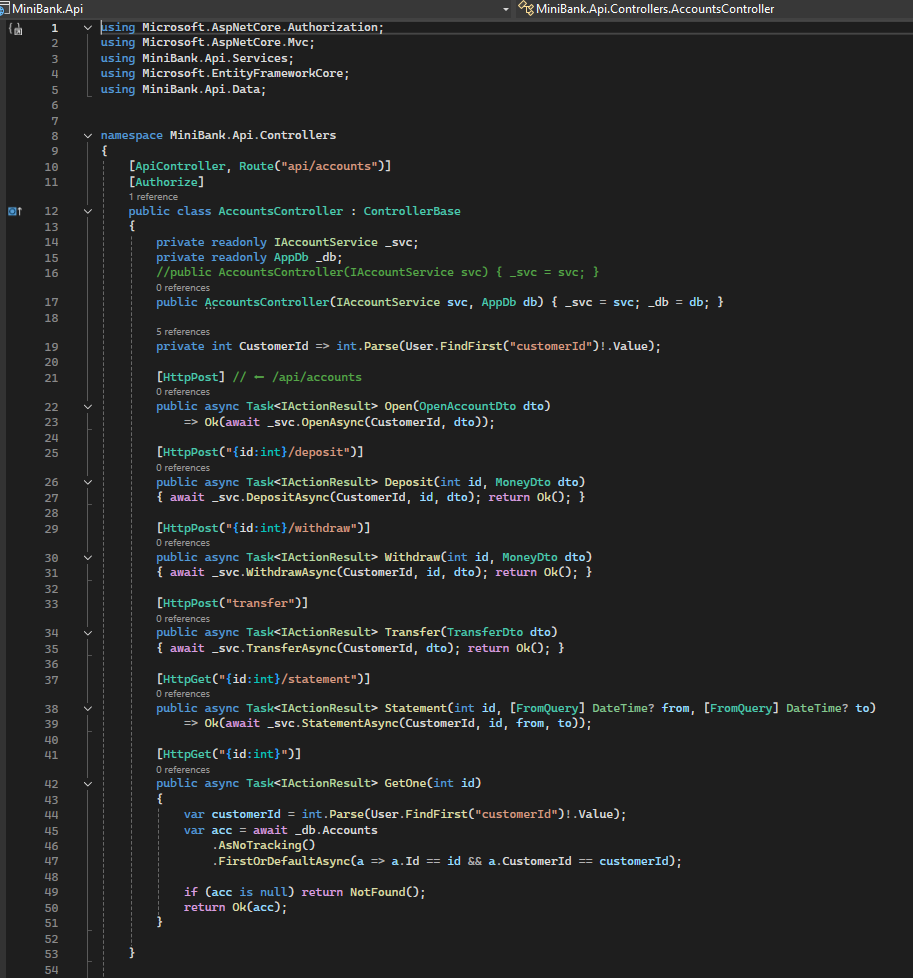 MiniBank.Api
MiniBank.Api.Controllers.AccountsController
1 using Microsoft.AspNetCore.Authorization;
2 using Microsoft.AspNetCore.Mvc;
3 using MiniBank.Api.Services;
4 using Microsoft.EntityFrameworkCore;
5 using MiniBank.Api.Data;
6
7
8 namespace MiniBank.Api.Controllers
9 {
10 [ApiController, Route("api/accounts")]
11 [Authorize]
1 reference
12 public class AccountsController : ControllerBase
13 {
14 private readonly IAccountService _svc;
15 private readonly AppDb _db;
16 //public AccountsController(IAccountService svc) { _svc = svc; }
0 references
17 public AccountsController(IAccountService svc, AppDb db) { _svc = svc; _db = db; }
18
5 references
19 private int CustomerId => int.Parse(User.FindFirst("customerId")!.Value);
20
21 [HttpPost] // ← /api/accounts
0 references
22 public async Task<IActionResult> Open(OpenAccountDto dto)
23 => Ok(await _svc.OpenAsync(CustomerId, dto));
24
25 [HttpPost("{id:int}/deposit")]
0 references
26 public async Task<IActionResult> Deposit(int id, MoneyDto dto)
27 { await _svc.DepositAsync(CustomerId, id, dto); return Ok(); }
28
29 [HttpPost("{id:int}/withdraw")]
0 references
30 public async Task<IActionResult> Withdraw(int id, MoneyDto dto)
31 { await _svc.WithdrawAsync(CustomerId, id, dto); return Ok(); }
32
33 [HttpPost("transfer")]
0 references
34 public async Task<IActionResult> Transfer(TransferDto dto)
35 { await _svc.TransferAsync(CustomerId, dto); return Ok(); }
36
37 [HttpGet("{id:int}/statement")]
0 references
38 public async Task<IActionResult> Statement(int id, [FromQuery] DateTime? from, [FromQuery] DateTime? to)
39 => Ok(await _svc.StatementAsync(CustomerId, id, from, to));
40
41 [HttpGet("{id:int}")]
0 references
42 public async Task<IActionResult> GetOne(int id)
43 {
44 var customerId = int.Parse(User.FindFirst("customerId")!.Value);
45 var acc = await _db.Accounts
46 .AsNoTracking()
47 .FirstOrDefaultAsync(a => a.Id == id && a.CustomerId == customerId);
48
49 if (acc is null) return NotFound();
50 return Ok(acc);
51 }
52
53 }
54